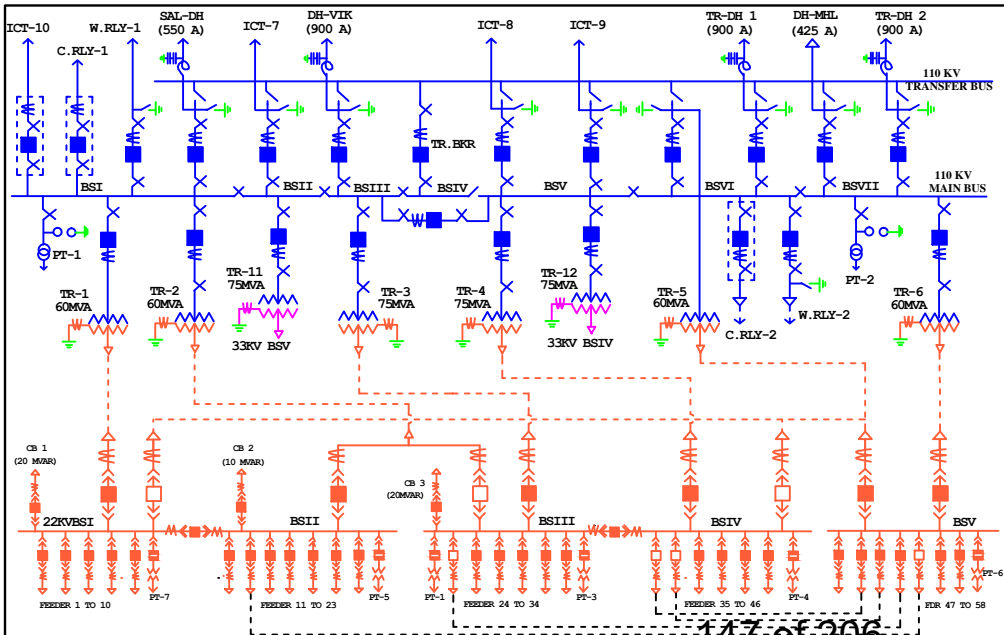 ICT-10
W.RLY-1
SAL-DH
(550 A)
ICT-7
DH-VIK
(900 A)
ICT-8
ICT-9
TR-DH 1
(900 A)
DH-MHL
(425 A)
TR-DH 2
(900 A)
C.RLY-1
110 KV
TRANSFER BUS
TR.BKR
BSI
BSII
BSIII
BSIV
BSV
BSVI
BSVII
110 KV
MAIN BUS
PT-1
PT-2
TR-1
60MVA
TR-2
60MVA
TR-11
75MVA
TR-3
75MVA
TR-4
75MVA
TR-12
75MVA
TR-5
60MVA
TR-6
60MVA
33KV BSV
33KV BSIV
C.RLY-2
W.RLY-2
CB 1
(20 MVAR)
CB 2
(10 MVAR)
CB 3
(20MVAR)
22KVBSI
BSII
BSIII
BSIV
BSV
PT-7
PT-5
PT-1
PT-3
PT-4
PT-6
FEEDER 1 TO 10
FEEDER 11 TO 23
FEEDER 24 TO 34
FEEDER 35 TO 46
FDR 47 TO 58
147 of 206